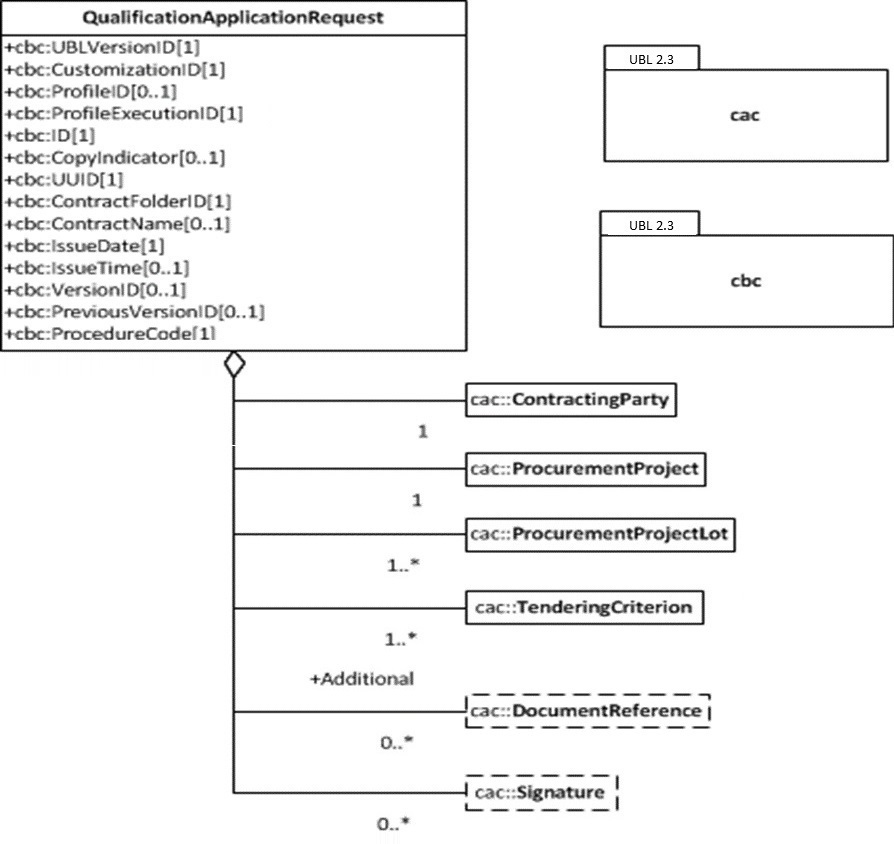 QualificationApplicationRequest
+cbc:UBLVersionID[1]
+cbc:CustomizationID[1]
+cbc:ProfileID[0..1]
+cbc:ProfileExecutionID[1]
+cbc:ID[1]
+cbc:CopyIndicator[0..1]
+cbc:UUID[1]
+cbc:ContractFolderID[1]
+cbc:ContractName[0..1]
+cbc:IssueDate[1]
+cbc:IssueTime[0..1]
+cbc:VersionID[0..1]
+cbc:PreviousVersionID[0..1]
+cbc:ProcedureCode[1]
UBL 2.3
cac
UBL 2.3
cbc
cac::ContractingParty
1
cac::ProcurementProject
1
cac::ProcurementProjectLot
1..*
cac::TenderingCriterion
1..*
+Additional
cac::DocumentReference
0..*
cac::Signature
0..*